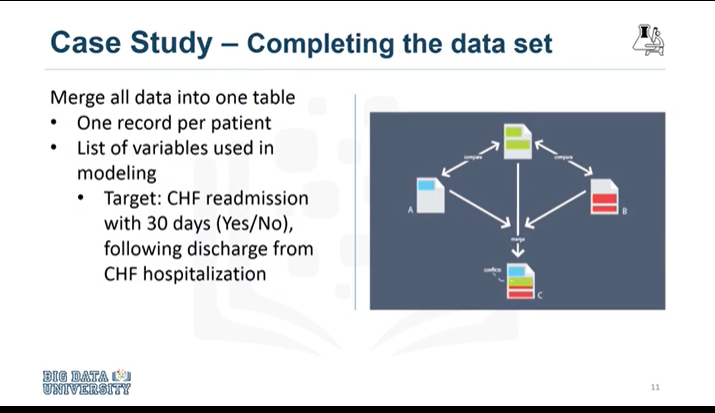 Case Study – Completing the data set
Merge all data into one table
• One record per patient
• List of variables used in
modeling
• Target: CHF readmission
with 30 days (Yes/No),
following discharge from
CHF hospitalization
compare
compare
A
B
merge
conflicts
C
BIG DATA
UNIVERSITY
11